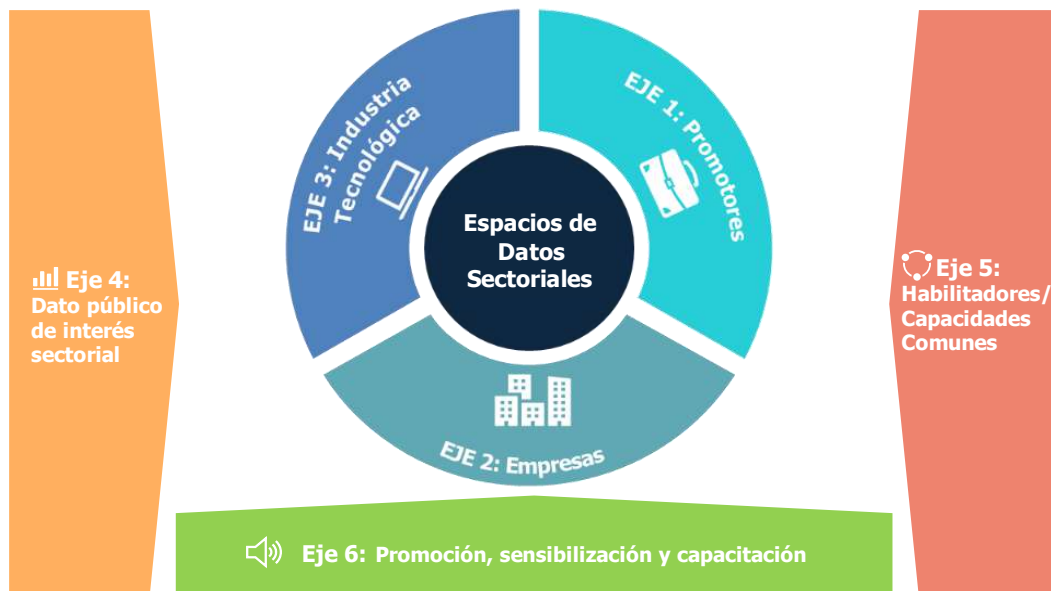 EJE 3: Industria
Tecnológica
EJE 1: Promotores
Espacios de
Datos
Sectoriales
EJE 2: Empresas
Eje 4:
Dato público
de interés
sectorial
Eje 5:
Habilitadores/
Capacidades
Comunes
Eje 6: Promoción, sensibilización y capacitación